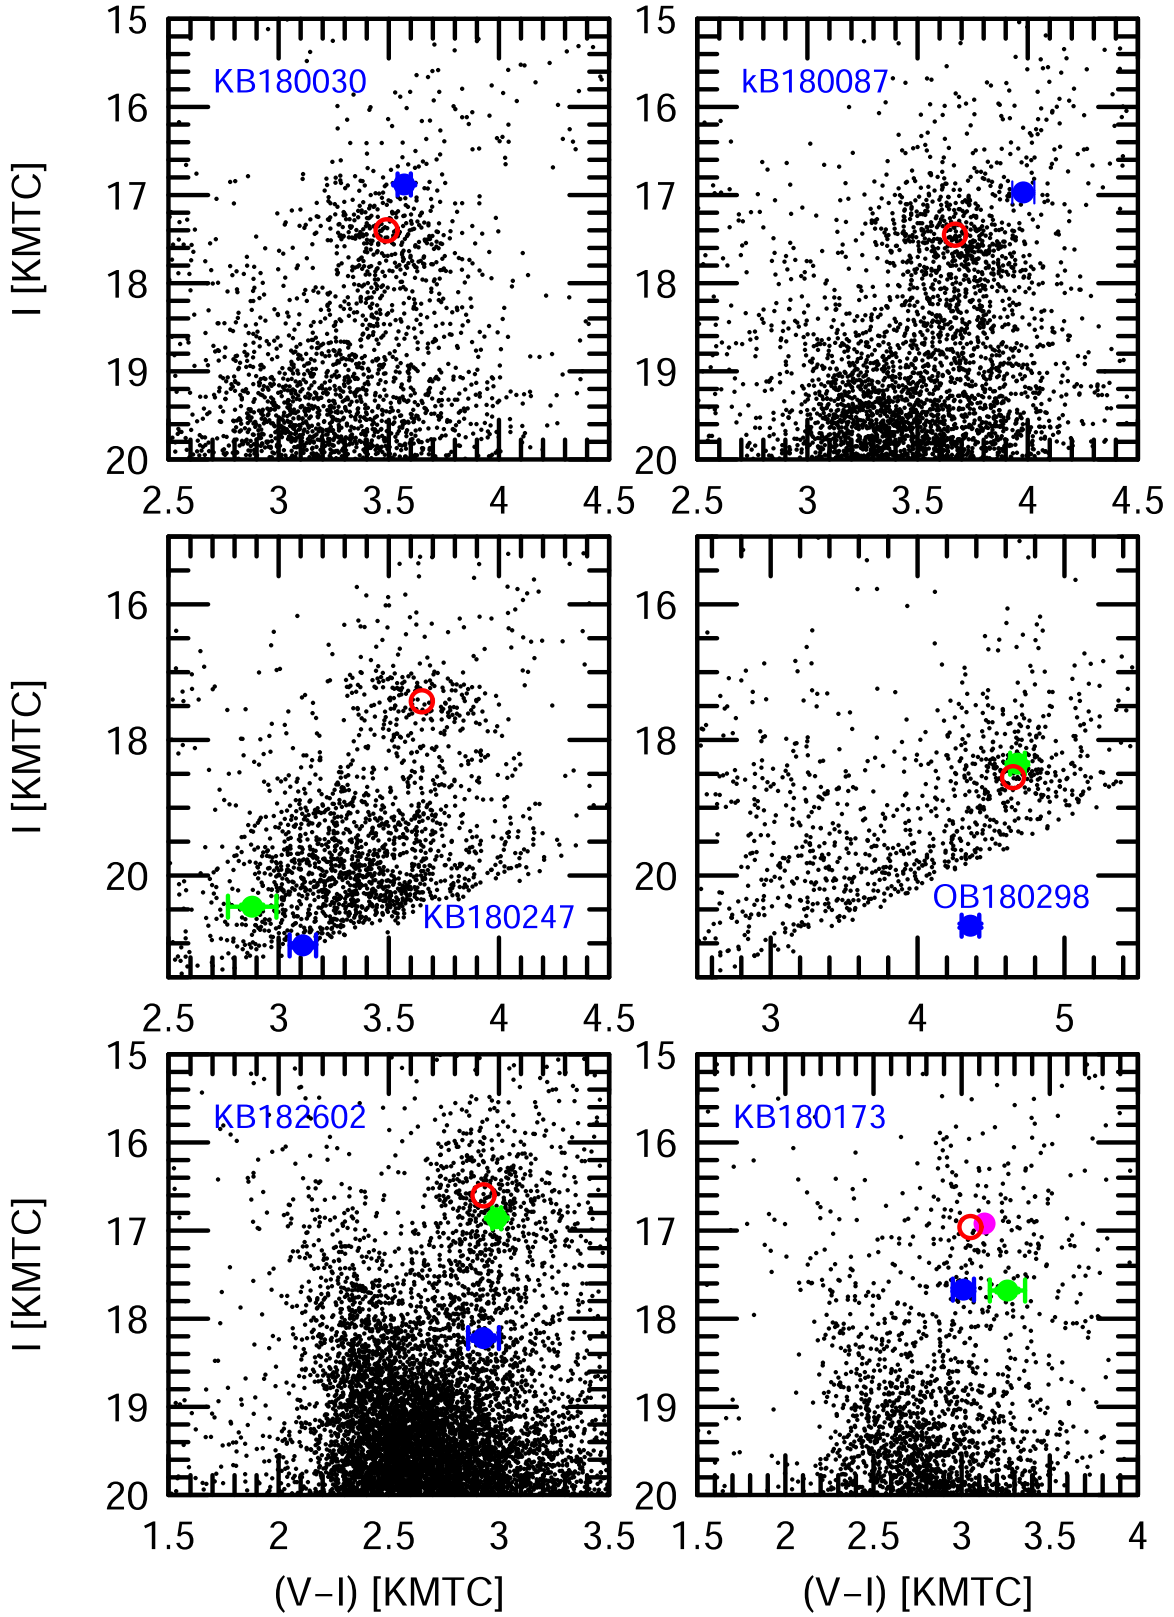 15
16
17
18
19
20
I [KMTC]
KB180030
2.5 3 3.5 4 4.5
15
16
17
18
19
20
kB180087
2.5 3 3.5 4 4.5
16
18
20
I [KMTC]
KB180247
2.5 3 3.5 4 4.5
16
18
20
OB180298
3 4 5
15
16
17
18
19
20
I [KMTC]
KB182602
1.5 2 2.5 3 3.5
(V−I) [KMTC]
15
16
17
18
19
20
KB180173
1.5 2 2.5 3 3.5 4
(V−I) [KMTC]